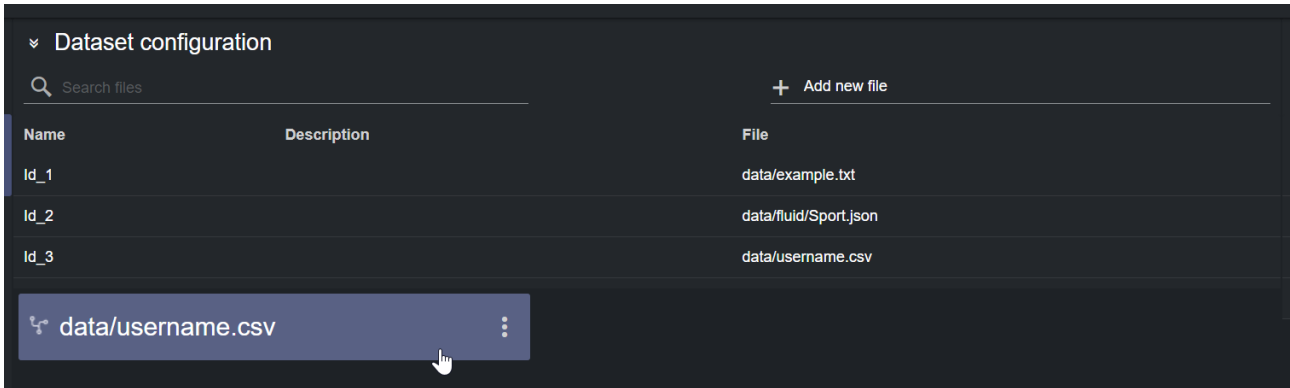 Dataset configuration
Search files
Add new file
Name Description File
Id_1 data/example.txt
Id_2 data/fluid/Sport.json
Id_3 data/username.csv
data/username.csv